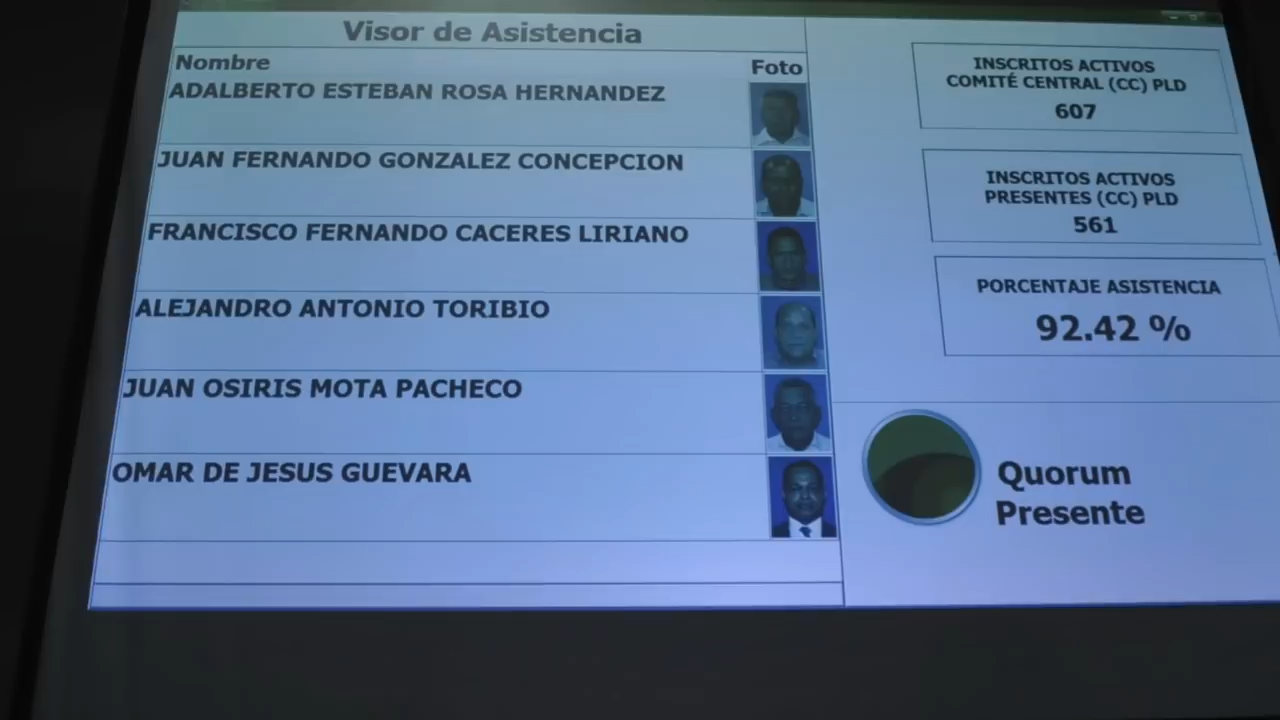 Visor de Asistencia
Nombre
Foto
ADALBERTO ESTEBAN ROSA HERNANDEZ
JUAN FERNANDO GONZALEZ CONCEPCION
FRANCISCO FERNANDO CACERES LIRIANO
ALEJANDRO ANTONIO TORIBIO
JUAN OSIRIS MOTA PACHECO
OMAR DE JESUS GUEVARA
INSCRITOS ACTIVOS
COMITÉ CENTRAL (CC) PLD
607
INSCRITOS ACTIVOS
PRESENTES (CC) PLD
561
PORCENTAJE ASISTENCIA
92.42 %
Quorum
Presente